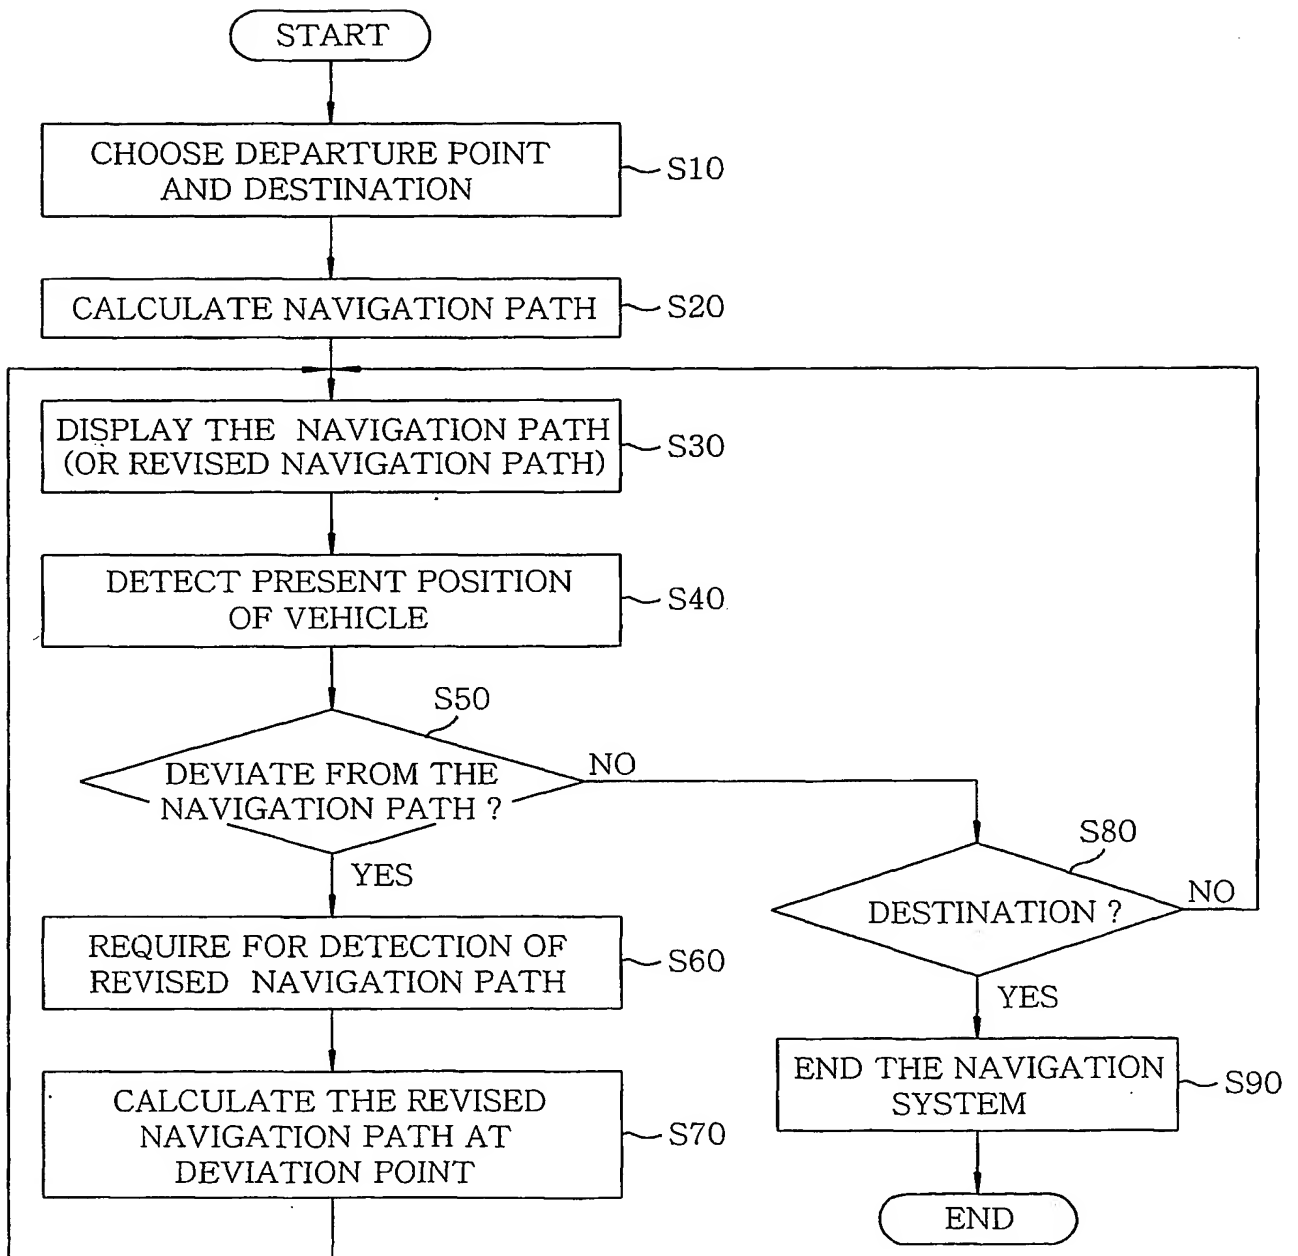 START
CHOOSE DEPARTURE POINT
AND DESTINATION
S10
CALCULATE NAVIGATION PATH
S20
DISPLAY THE NAVIGATION PATH
(OR REVISED NAVIGATION PATH)
S30
DETECT PRESENT POSITION
OF VEHICLE
S40
S50
DEVIATE FROM THE
NAVIGATION PATH ?
NO
YES
REQUIRE FOR DETECTION OF
REVISED NAVIGATION PATH
S60
CALCULATE THE REVISED
NAVIGATION PATH AT
DEVIATION POINT
S70
S80
DESTINATION ?
NO
YES
END THE NAVIGATION
SYSTEM
S90
END